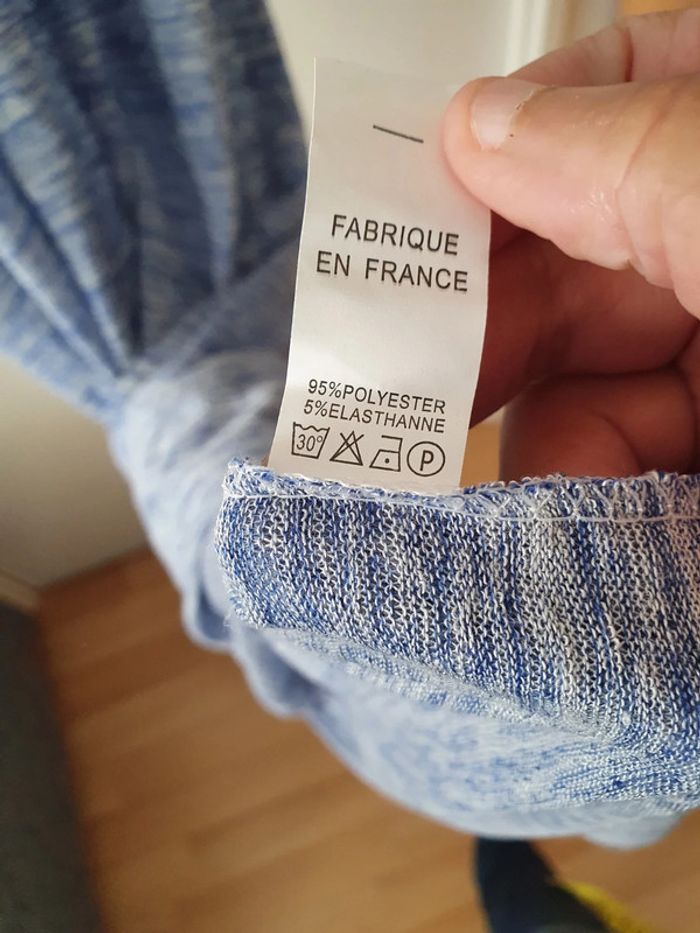 FABRIQUE
EN FRANCE
95%POLYESTER
5%ELASTHANNE
30° P